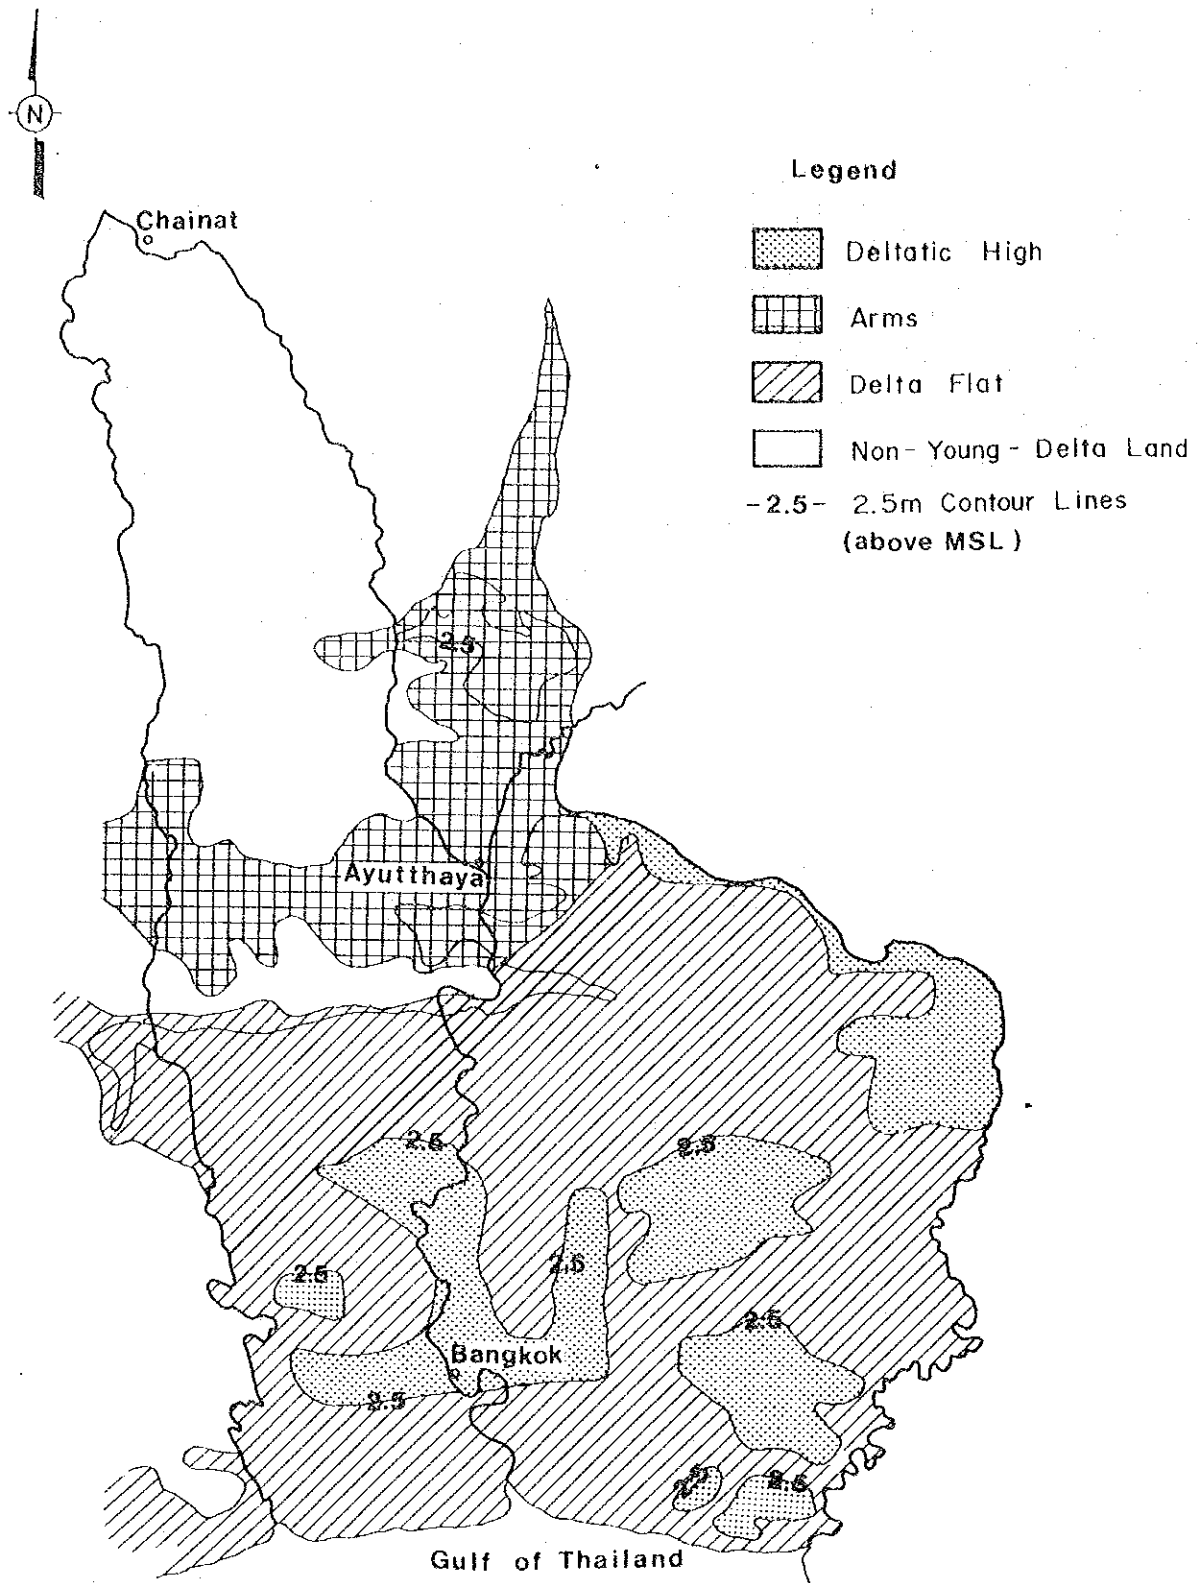 N
Legend
Chainat
Deltatic High
Arms
Delta Flat
Non-Young-Delta Land
-2.5- 2.5m Contour Lines
(above MSL)
2.5
Ayutthaya
2.5
2.5
2.5
2.5
2.5
Bangkok
2.5
2.5
2.5
Gulf of Thailand